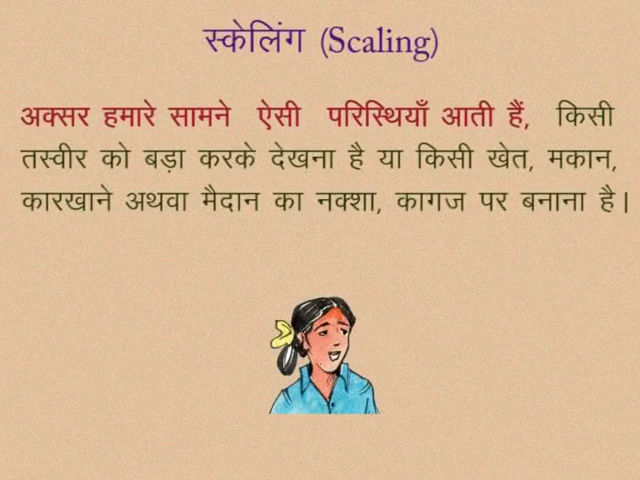 स्केलिंग (Scaling)
अक्सर हमारे सामने ऐसी परिस्थियाँ आती हैं, किसी
तस्वीर को बड़ा करके देखना है या किसी खेत, मकान,
कारखाने अथवा मैदान का नक्शा, कागज पर बनाना है।